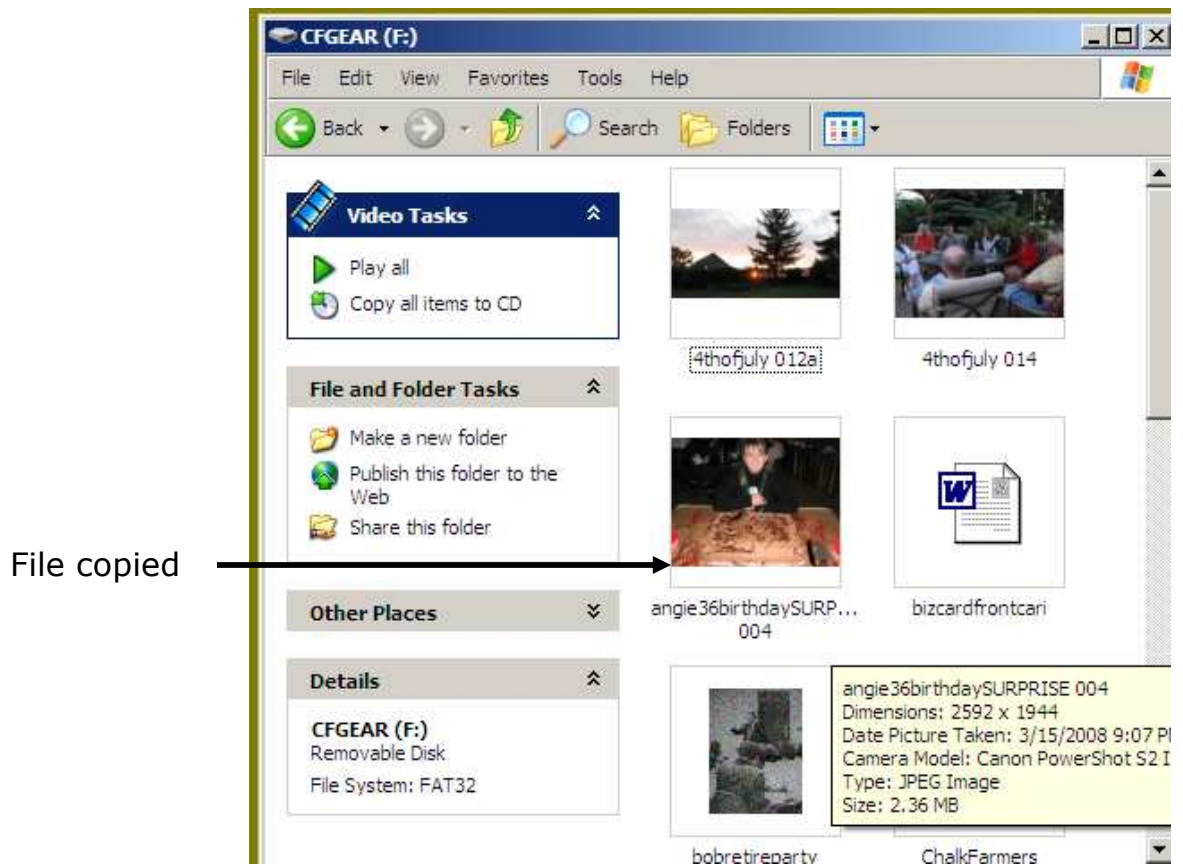 CFGEAR (F:)
File Edit View Favorites Tools Help
Back Search Folders
Video Tasks
Play all
Copy all items to CD
File and Folder Tasks
Make a new folder
Publish this folder to the
Web
Share this folder
Other Places
Details
CFGEAR (F:)
Removable Disk
File System: FAT32
File copied
4thofjuly 012a
4thofjuly 014
angie36birthdaySURP...
004
W
bizcardfrontcari
angie36birthdaySURPRISE 004
Dimensions: 2592 x 1944
Date Picture Taken: 3/15/2008 9:07 P
Camera Model: Canon PowerShot S2 I
Type: JPEG Image
Size: 2.36 MB
bobretireparty
ChalkFarmers